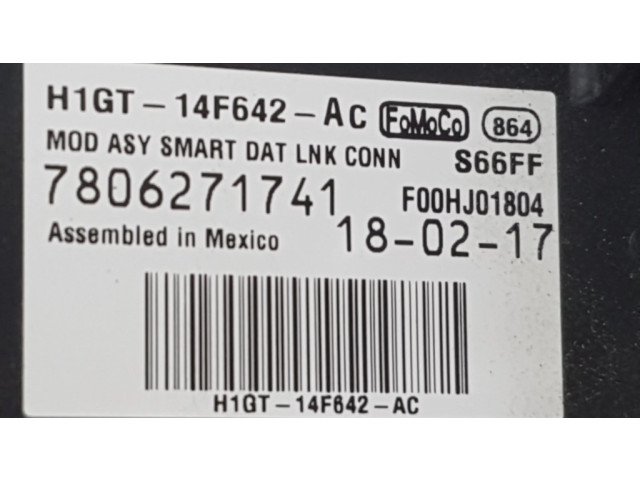 H1GT-14F642-AC FoMoCo 864
MOD ASY SMART DAT LNK CONN S66FF
7806271741 F00HJ01804
Assembled in Mexico 18-02-17
H1GT-14F642-AC